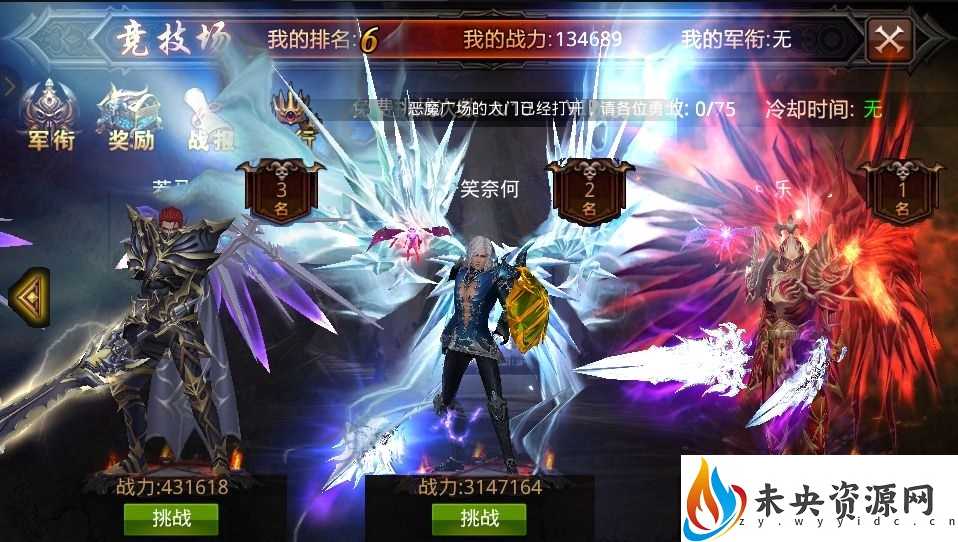 竞技场
我的排名:6
我的战力:134689
我的军衔:无
恶魔广场的大门已经打开，请各位勇
0/75
冷却时间: 无
军衔
奖励
战报
行
3
名
笑奈何
2
名
乐
1
名
战力:431618
战力:3147164
挑战
挑战
未央资源网
zy.wyyidc.cn